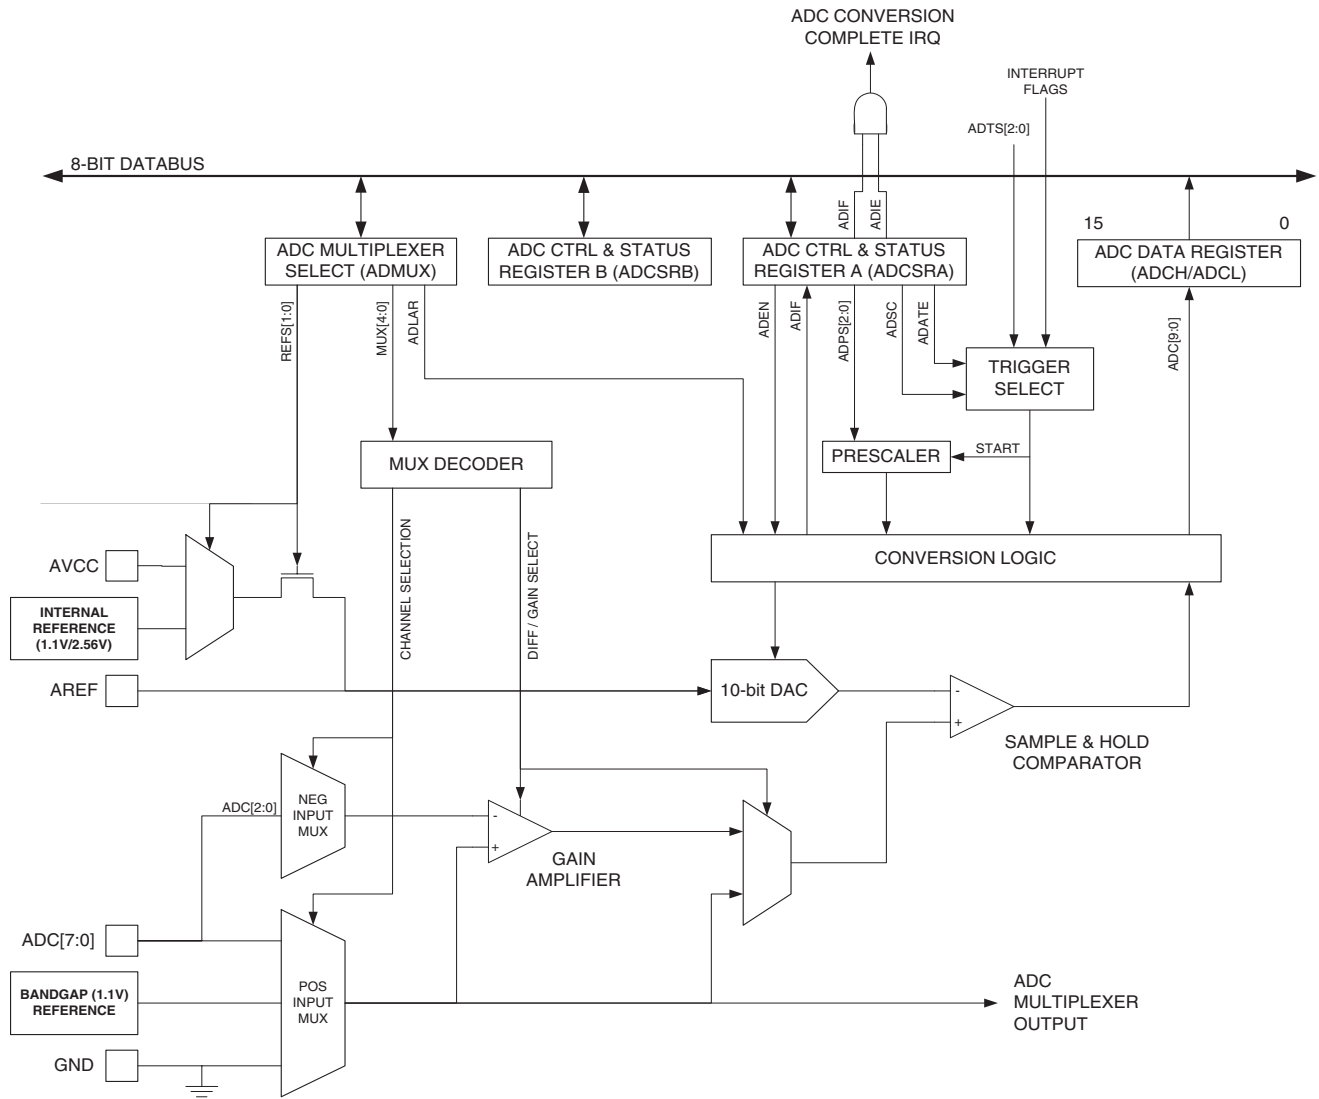 ADC CONVERSION
COMPLETE IRQ
INTERRUPT
FLAGS
ADTS[2:0]
8-BIT DATABUS
ADIF
ADIE
15
0
ADC MULTIPLEXER
SELECT (ADMUX)
ADC CTRL & STATUS
REGISTER B (ADCSRB)
ADC CTRL & STATUS
REGISTER A (ADCSRA)
ADC DATA REGISTER
(ADCH/ADCL)
REFS[1:0]
MUX[4:0]
ADLAR
ADEN
ADIF
ADPS[2:0]
ADSC
ADATE
ADC[9:0]
TRIGGER
SELECT
MUX DECODER
PRESCALER
START
CHANNEL SELECTION
DIFF / GAIN SELECT
CONVERSION LOGIC
AVCC
INTERNAL
REFERENCE
(1.1V/2.56V)
AREF
10-bit DAC
-
+
SAMPLE & HOLD
COMPARATOR
NEG
INPUT
MUX
ADC[2:0]
-
+
GAIN
AMPLIFIER
ADC[7:0]
BANDGAP (1.1V)
REFERENCE
POS
INPUT
MUX
GND
ADC
MULTIPLEXER
OUTPUT